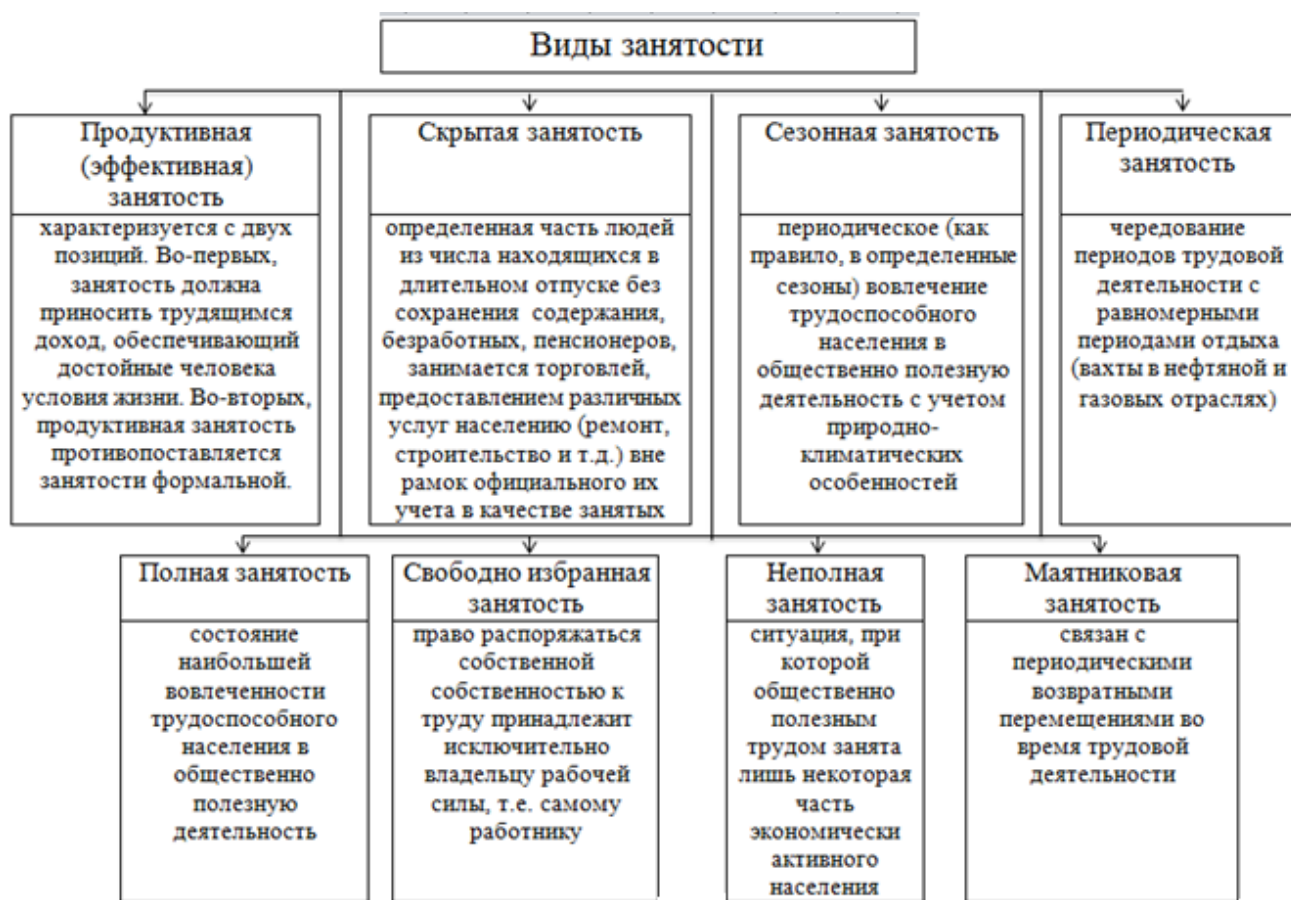 Виды занятости
Продуктивная
(эффективная)
занятость
характеризуется с двух
позиций. Во-первых,
занятость должна
приносить трудящимся
доход, обеспечивающий
достойные человека
условия жизни. Во-вторых,
продуктивная занятость
противопоставляется
занятости формальной.
Скрытая занятость
определенная часть людей
из числа находящихся в
длительном отпуске без
сохранения содержания,
безработных, пенсионеров,
занимается торговлей,
предоставлением различных
услуг населению (ремонт,
строительство и т.д.) вне
рамок официального их
учета в качестве занятых
Сезонная занятость
периодическое (как
правило, в определенные
сезоны) вовлечение
трудоспособного
населения в
общественно полезную
деятельность с учетом
природно-
климатических
особенностей
Периодическая
занятость
чередование
периодов трудовой
деятельности с
равномерными
периодами отдыха
(вахты в нефтяной и
газовых отраслях)
Полная занятость
состояние
наибольшей
вовлеченности
трудоспособного
населения в
общественно
полезную
деятельность
Свободно избранная
занятость
право распоряжаться
собственной
собственностью к
труду принадлежит
исключительно
владельцу рабочей
силы, т.е. самому
работнику
Неполная
занятость
ситуация, при
которой
общественно
полезным
трудом занята
лишь некоторая
часть
экономически
активного
населения
Маятниковая
занятость
связан с
периодическими
возвратными
перемещениями во
время трудовой
деятельности